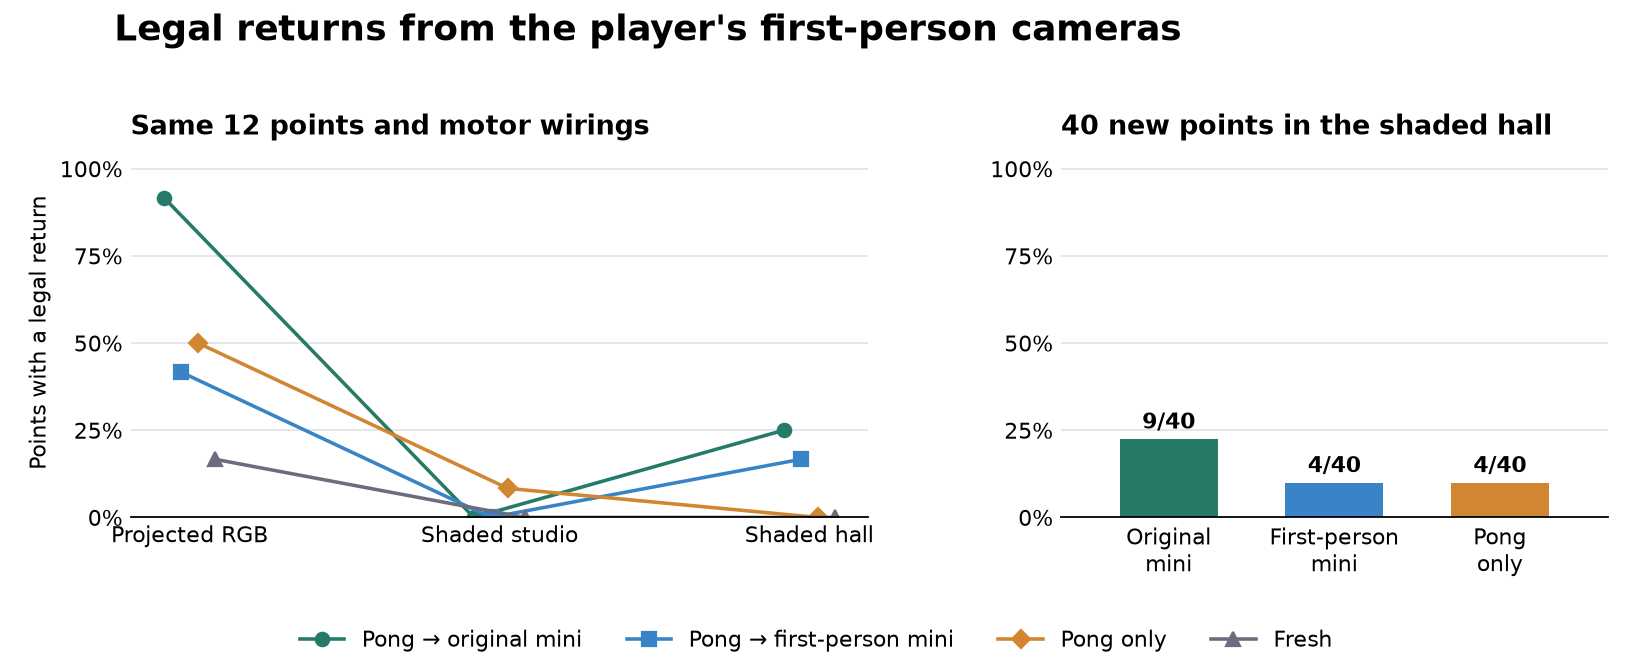 Legal returns from the player's first-person cameras
Same 12 points and motor wirings
Points with a legal return
100%
75%
50%
25%
0%
Projected RGB
Shaded studio
Shaded hall
40 new points in the shaded hall
100%
75%
50%
25%
0%
9/40
4/40
4/40
Original
mini
First-person
mini
Pong
only
Pong → original mini
Pong → first-person mini
Pong only
Fresh